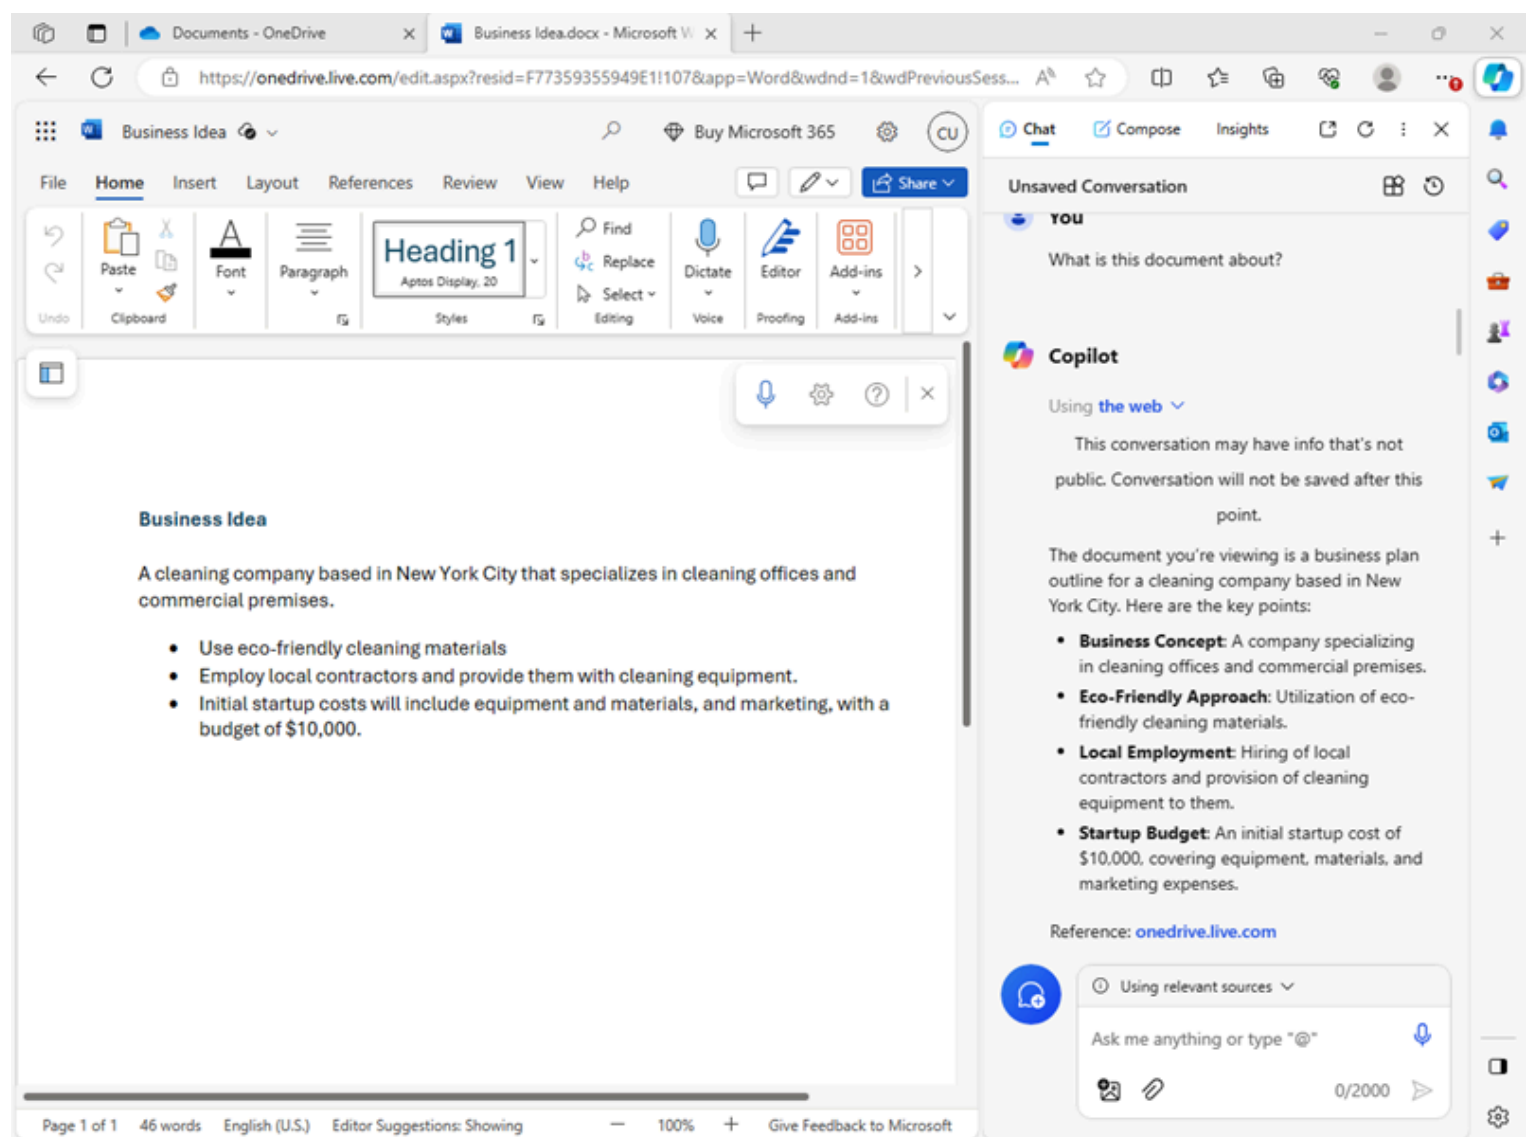 Documents - OneDrive
Business Idea.docx - Microsoft W
https://onedrive.live.com/edit.aspx?resid=F77359355949E1!107&app=Word&wdnd=1&wdPreviousSess...
Business Idea
Buy Microsoft 365
CU
File Home Insert Layout References Review View Help
Share
Paste
Font
Paragraph
Heading 1
Aptos Display, 20
Find
Replace
Select
Dictate
Editor
Add-ins
Undo
Clipboard
Styles
Editing
Voice
Proofing
Add-ins
Business Idea
A cleaning company based in New York City that specializes in cleaning offices and
commercial premises.
• Use eco-friendly cleaning materials
• Employ local contractors and provide them with cleaning equipment.
• Initial startup costs will include equipment and materials, and marketing, with a
budget of $10,000.
Page 1 of 1 46 words English (U.S.) Editor Suggestions: Showing
100%
Give Feedback to Microsoft
Chat Compose Insights
Unsaved Conversation
You
What is this document about?
Copilot
Using the web
This conversation may have info that's not
public. Conversation will not be saved after this
point.
The document you're viewing is a business plan
outline for a cleaning company based in New
York City. Here are the key points:
• Business Concept: A company specializing
in cleaning offices and commercial premises.
• Eco-Friendly Approach: Utilization of eco-
friendly cleaning materials.
• Local Employment: Hiring of local
contractors and provision of cleaning
equipment to them.
• Startup Budget: An initial startup cost of
$10,000, covering equipment, materials, and
marketing expenses.
Reference: onedrive.live.com
Using relevant sources
Ask me anything or type "@"
0/2000